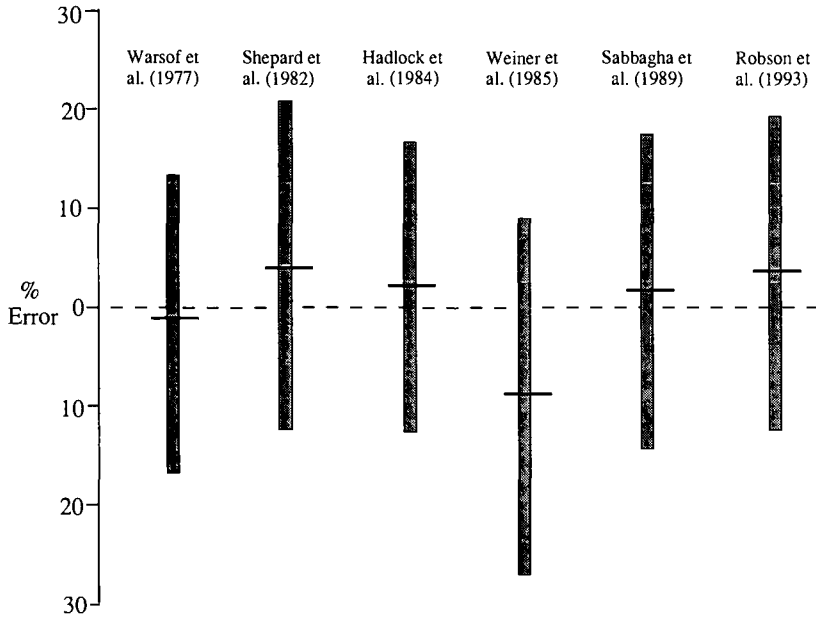 30
Warsof et
al. (1977)
Shepard et
al. (1982)
Hadlock et
al. (1984)
Weiner et
al. (1985)
Sabbagha et
al. (1989)
Robson et
al. (1993)
20
10
%
Error
0
10
20
30